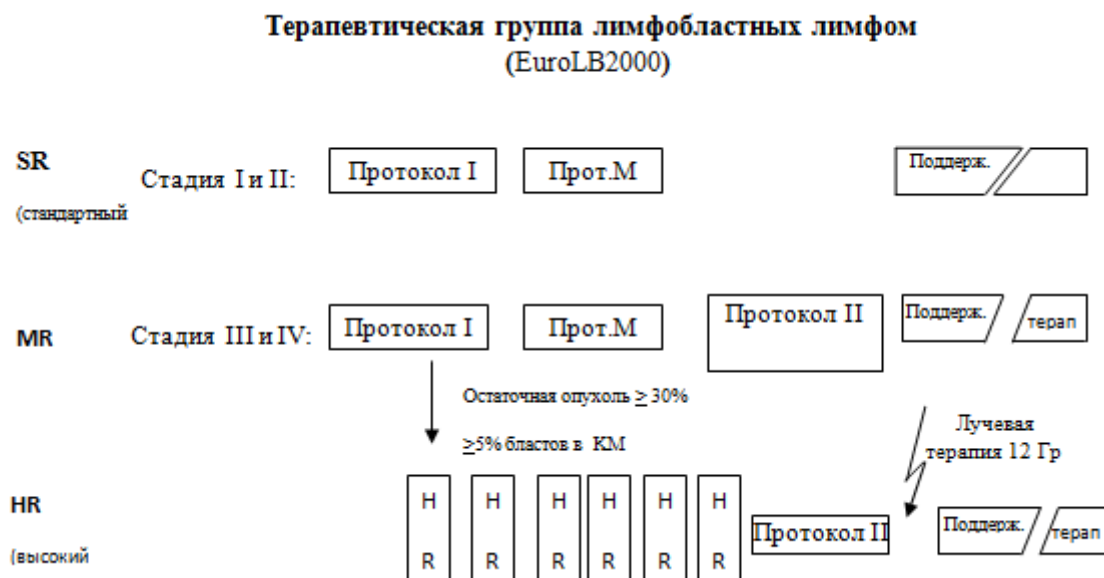 Терапевтическая группа лимфобластных лимфом
(EuroLB2000)
SR
Стадия I и II:
Протокол I
Прот.М
Поддерж.
(стандартный
MR
Стадия III и IV:
Протокол I
Прот.М
Протокол II
Поддерж.
терап
Остаточная опухоль ≥ 30%
≥5% бластов в КМ
Лучевая
терапия 12 Гр
HR
(высокий
H H H H H H
R R R R R R
Протокол II
Поддерж.
терап